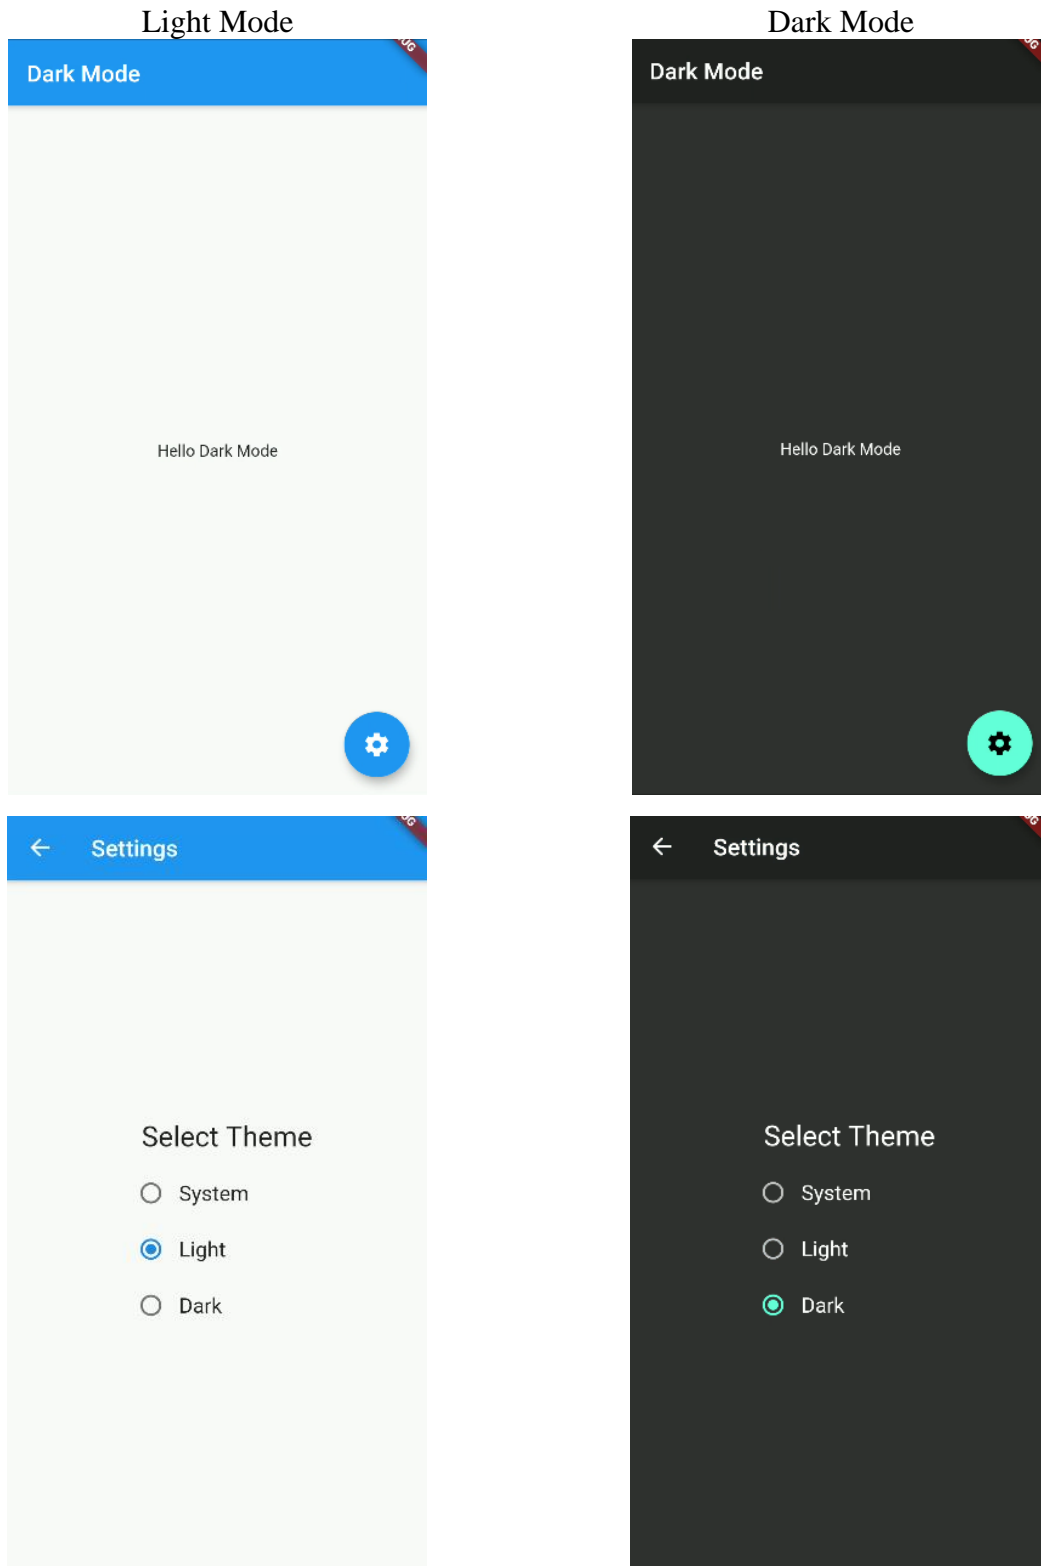 Light Mode
Dark Mode
Dark Mode
Dark Mode
Hello Dark Mode
Hello Dark Mode
Settings
Settings
Select Theme
System
Light
Dark
Select Theme
System
Light
Dark